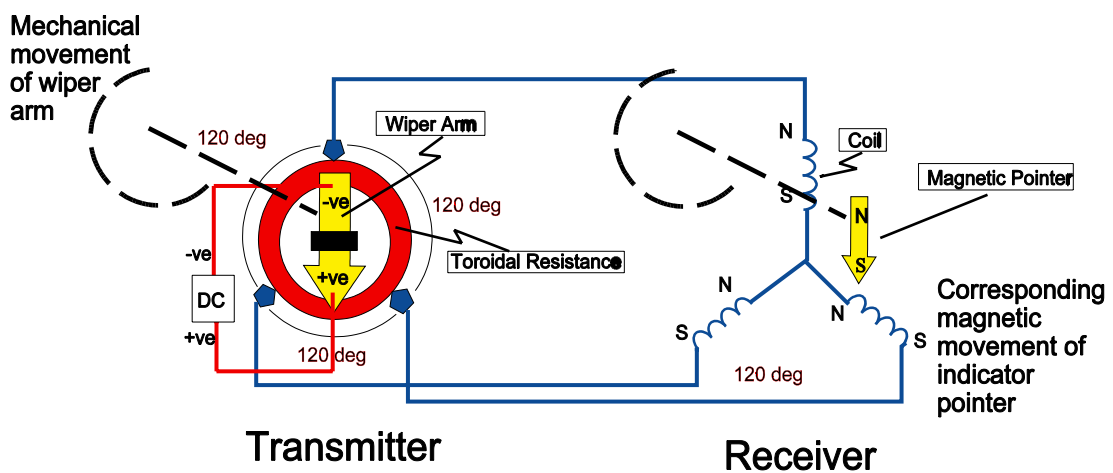 Mechanical
movement
of wiper
arm
120 deg
Wiper Arm
-ve
120 deg
Toroidal Resistance
+ve
-ve
DC
+ve
120 deg
Transmitter
N
Coil
S
Magnetic Pointer
N
S
N
S
N
S
120 deg
Corresponding
magnetic
movement of
indicator
pointer
Receiver